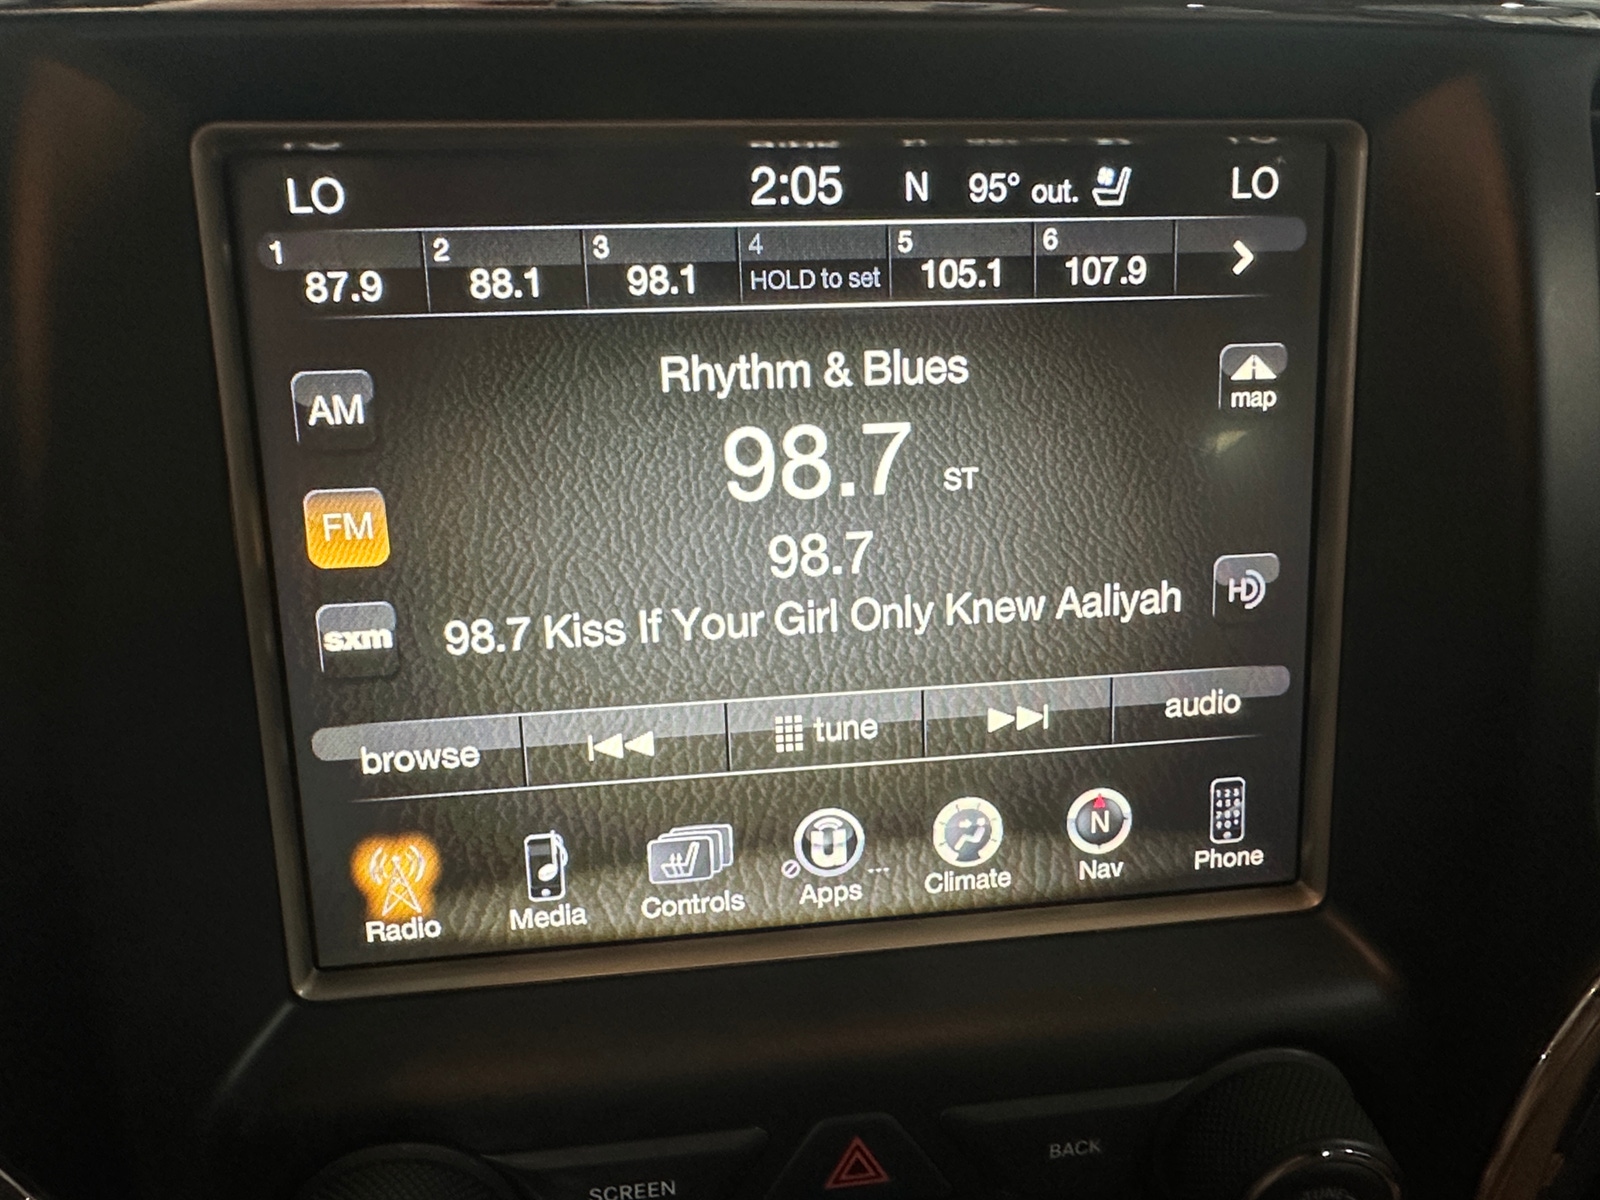 LO 2:05 N 95° out. LO
1 2 3 4 5 6
87.9 88.1 98.1 HOLD to set 105.1 107.9
Rhythm & Blues
map
AM
98.7 ST
FM
98.7
HD
98.7 Kiss If Your Girl Only Knew Aaliyah
sxm
browse tune audio
N
Radio Media Controls Apps ... Climate Nav Phone
BACK
SCREEN